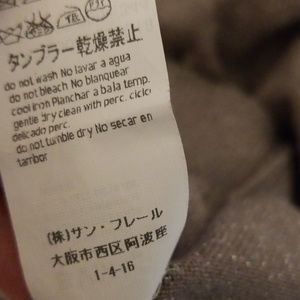 タンブラー乾燥禁止
do not wash No lavar a agua
do not bleach No blanquear
cool iron Planchar a baja temp.
gentle dry clean with perc. ciclo
delicado perc.
do not tumble dry No secar en
tambor
(株)サン・フレール
大阪市西区阿波座
1-4-16